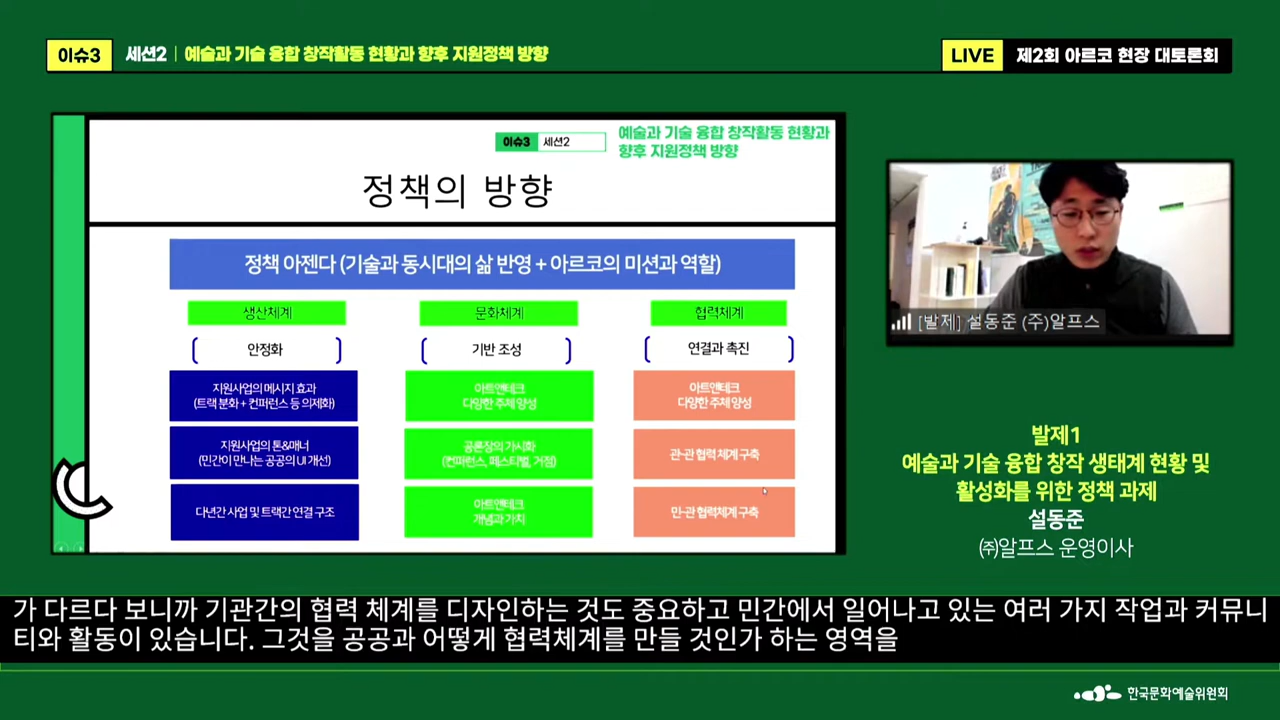 이슈3 세션2 | 예술과 기술 융합 창작활동 현황과 향후 지원정책 방향
LIVE 제2회 아르코 현장 대토론회
이슈3 세션2
예술과 기술 융합 창작활동 현황과
향후 지원정책 방향
정책의 방향
정책 아젠다 (기술과 동시대의 삶 반영 + 아르코의 미션과 역할)
생산체계
문화체계
협력체계
안정화
기반 조성
연결과 촉진
지원사업의 메시지 효과
(트랙 분화 + 컨퍼런스 등 의제화)
아트앤테크
다양한 주체 양성
아트앤테크
다양한 주체 양성
지원사업의 톤&매너
(민간이 만나는 공공의 UI 개선)
공론장의 가시화
(컨퍼런스, 페스티벌, 거점)
관-관 협력 체계 구축
다년간 사업 및 트랙간 연결 구조
아트앤테크
개념과 가치
민-관 협력체계 구축
[발제] 설동준 (주)알프스
발제1
예술과 기술 융합 창작 생태계 현황 및
활성화를 위한 정책 과제
설동준
㈜알프스 운영이사
가 다르다 보니까 기관간의 협력 체계를 디자인하는 것도 중요하고 민간에서 일어나고 있는 여러 가지 작업과 커뮤니
티와 활동이 있습니다. 그것을 공공과 어떻게 협력체계를 만들 것인가 하는 영역을
한국문화예술위원회